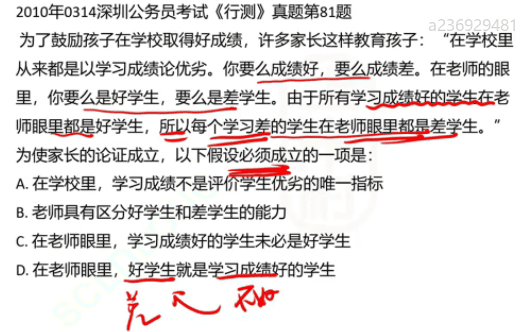 2010年0314深圳公务员考试《行测》真题第81题
a236929481
为了鼓励孩子在学校取得好成绩，许多家长这样教育孩子：“在学校里
从来都是以学习成绩论优劣。你要么成绩好，要么成绩差。在老师的眼
里，你要么是好学生，要么是差学生。由于所有学习成绩好的学生在老
师眼里都是好学生，所以每个学习差的学生在老师眼里都是差学生。”
为使家长的论证成立，以下假设必须成立的一项是：
A. 在学校里，学习成绩不是评价学生优劣的唯一指标
B. 老师具有区分好学生和差学生的能力
C. 在老师眼里，学习成绩好的学生未必是好学生
D. 在老师眼里，好学生就是学习成绩好的学生